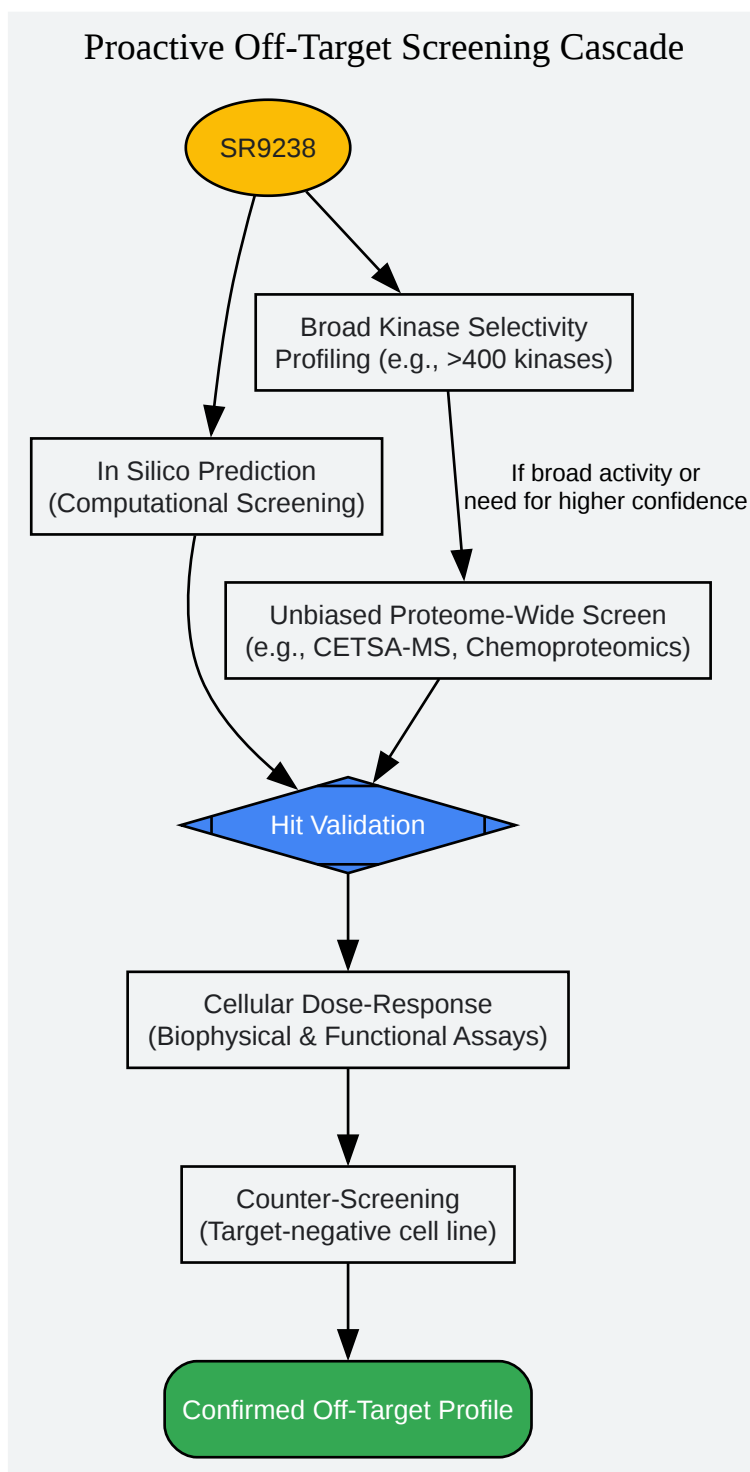 Proactive Off-Target Screening Cascade
SR9238
Broad Kinase Selectivity
Profiling (e.g., >400 kinases)
In Silico Prediction
(Computational Screening)
If broad activity or
need for higher confidence
Unbiased Proteome-Wide Screen
(e.g., CETSA-MS, Chemoproteomics)
Hit Validation
Cellular Dose-Response
(Biophysical & Functional Assays)
Counter-Screening
(Target-negative cell line)
Confirmed Off-Target Profile